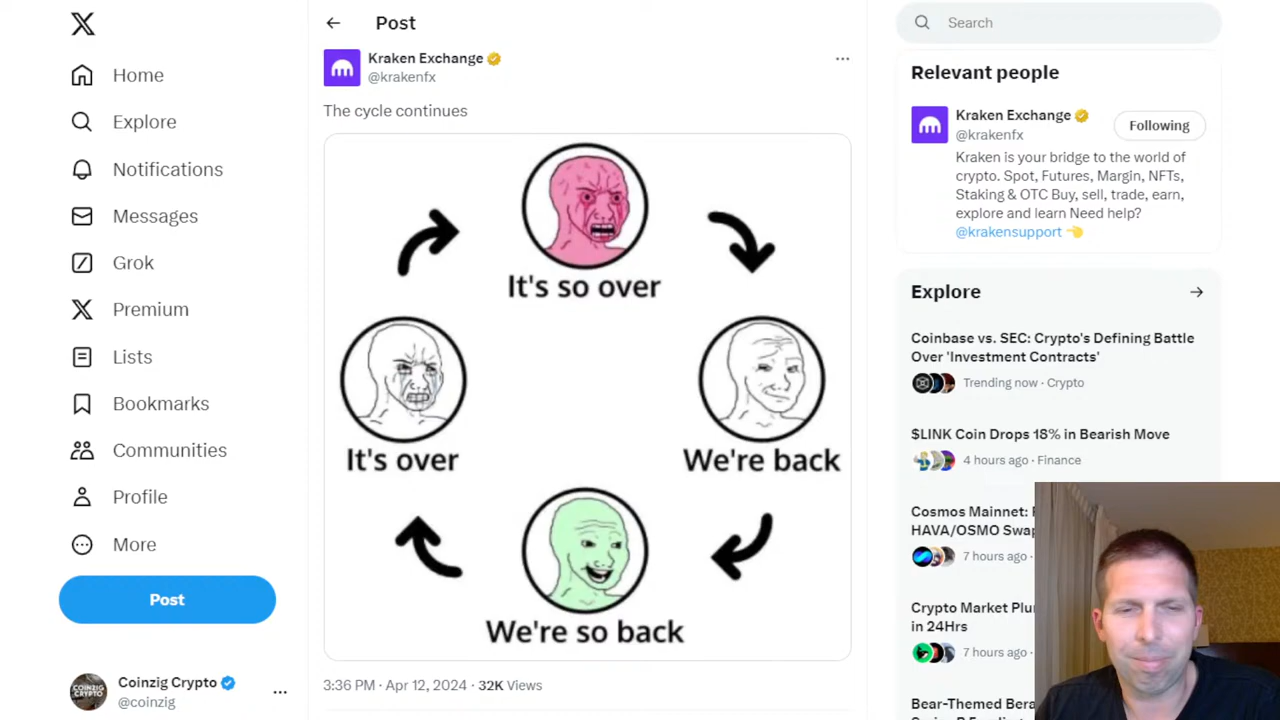 Home
Explore
Notifications
Messages
Grok
Premium
Lists
Bookmarks
Communities
Profile
More
Post
Coinzig Crypto
@coinzig
Post
Kraken Exchange
@krakenfx
The cycle continues
It's so over
We're back
We're so back
It's over
3:36 PM · Apr 12, 2024 · 32K Views
Search
Relevant people
Kraken Exchange
@krakenfx
Following
Kraken is your bridge to the world of
crypto. Spot, Futures, Margin, NFTs,
Staking & OTC Buy, sell, trade, earn,
explore and learn Need help?
@krakensupport 👈
Explore
Coinbase vs. SEC: Crypto's Defining Battle
Over 'Investment Contracts'
Trending now · Crypto
$LINK Coin Drops 18% in Bearish Move
4 hours ago · Finance
Cosmos Mainnet:
HAVA/OSMO Swap
7 hours ago ·
Crypto Market
in 24Hrs
7 hours ago ·
Bear-Themed